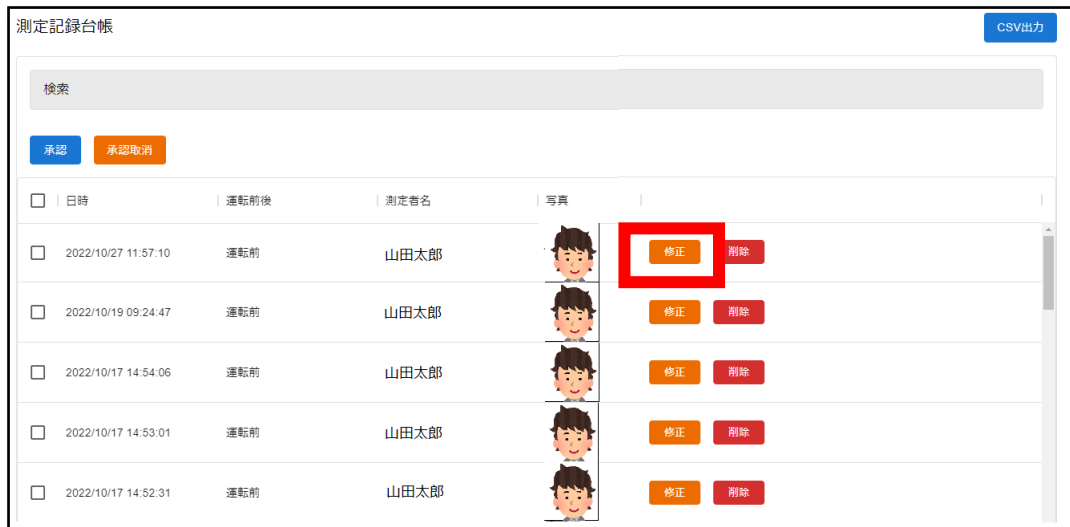 測定記録台帳 CSV出力
検索
承認 承認取消
日時 運転前後 測定者名 写真
2022/10/27 11:57:10 運転前 山田太郎 修正 削除
2022/10/19 09:24:47 運転前 山田太郎 修正 削除
2022/10/17 14:54:06 運転前 山田太郎 修正 削除
2022/10/17 14:53:01 運転前 山田太郎 修正 削除
2022/10/17 14:52:31 運転前 山田太郎 修正 削除